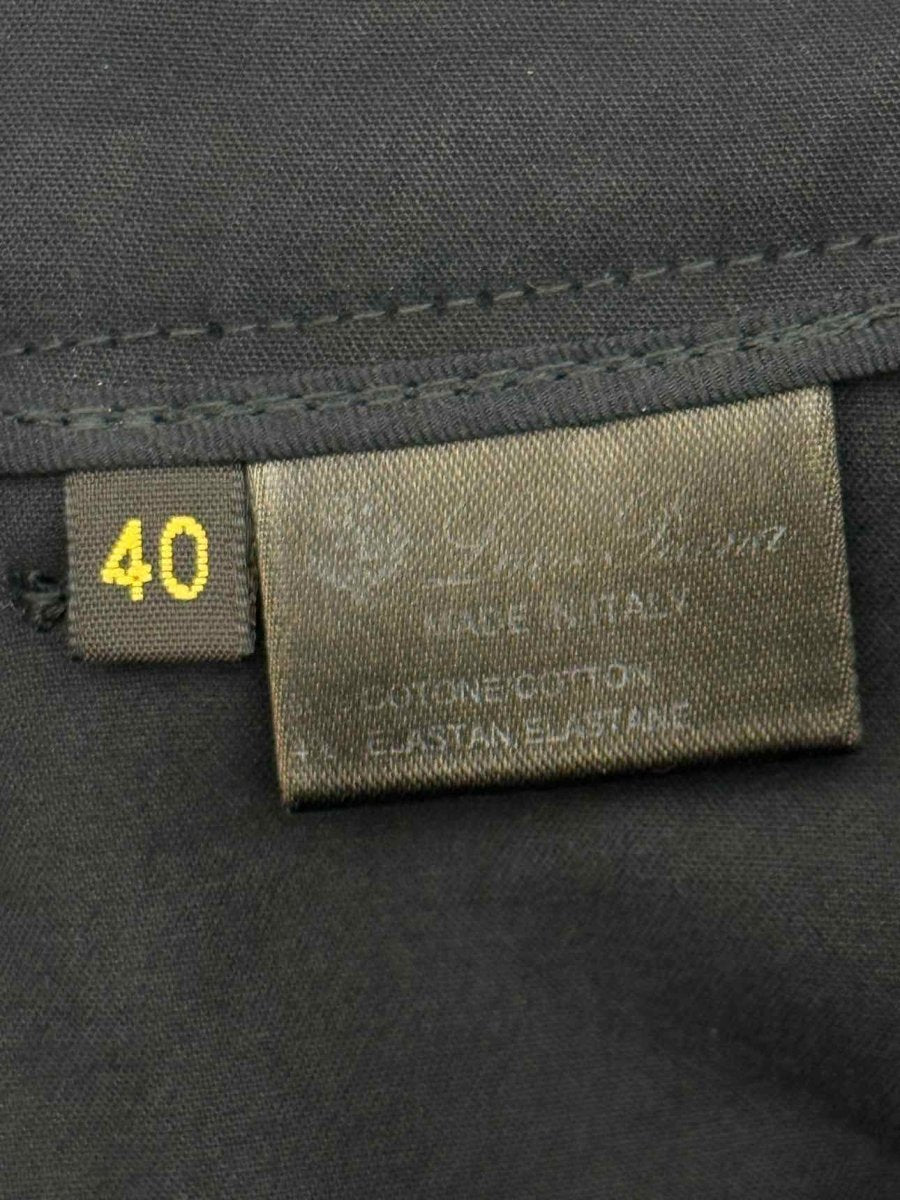 40
MADE IN ITALY
COTONE COTTON
ELASTAN ELASTANE